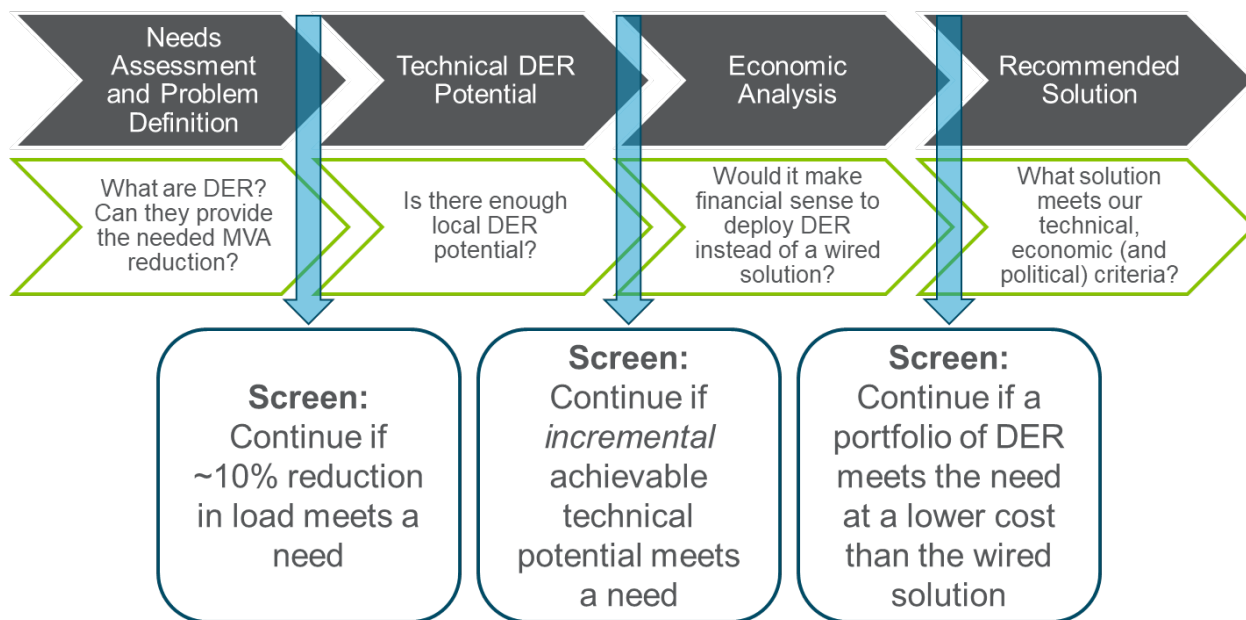 Needs
Assessment
and Problem
Definition
Technical DER
Potential
Economic
Analysis
Recommended
Solution
What are DER?
Can they provide
the needed MVA
reduction?
Is there enough
local DER
potential?
Would it make
financial sense to
deploy DER
instead of a wired
solution?
What solution
meets our
technical,
economic (and
political) criteria?
Screen:
Continue if
~10% reduction
in load meets a
need
Screen:
Continue if
incremental
achievable
technical
potential meets
a need
Screen:
Continue if a
portfolio of DER
meets the need
at a lower cost
than the wired
solution